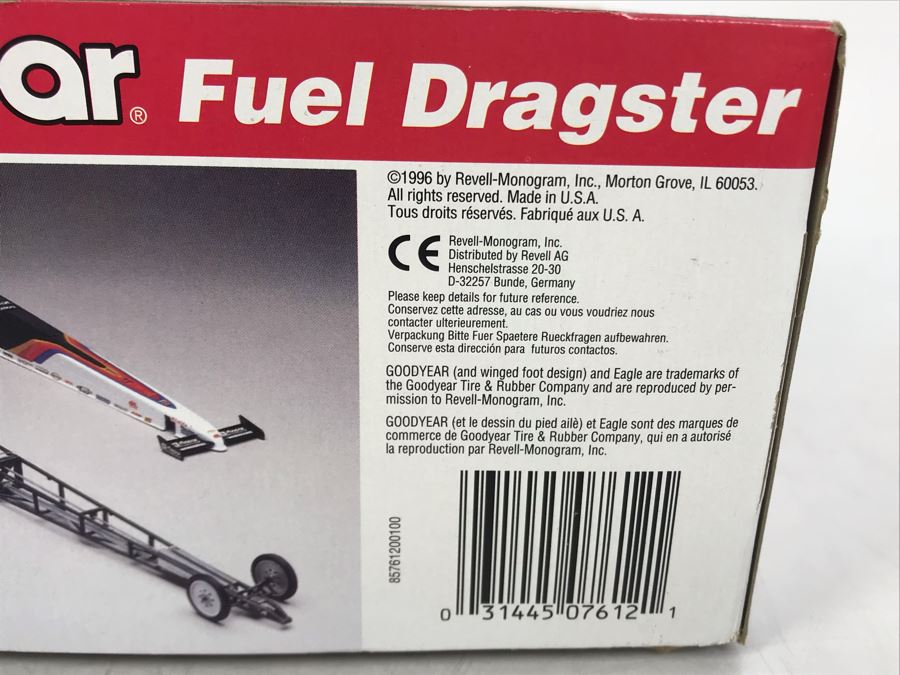 ar® Fuel Dragster
©1996 by Revell-Monogram, Inc., Morton Grove, IL 60053.
All rights reserved. Made in U.S.A.
Tous droits réservés. Fabriqué aux U. S. A.
CE
Revell-Monogram, Inc.
Distributed by Revell AG
Henschelstrasse 20-30
D-32257 Bunde, Germany
Please keep details for future reference.
Conservez cette adresse, au cas ou vous voudriez nous
contacter ulterieurement.
Verpackung Bitte Fuer Spaetere Rueckfragen aufbewahren.
Conserve esta dirección para futuros contactos.
GOODYEAR (and winged foot design) and Eagle are trademarks of
the Goodyear Tire & Rubber Company and are reproduced by per-
mission to Revell-Monogram, Inc.
GOODYEAR (et le dessin du pied ailè) et Eagle sont des marques de
commerce de Goodyear Tire & Rubber Company, qui en a autorisé
la reproduction par Revell-Monogram, Inc.
85761200100
0 31445 07612 1